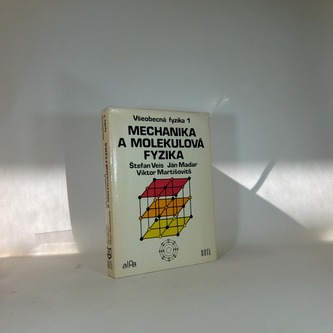 Všeobecná fyzika 1
MECHANIKA
A MOLEKULOVÁ
FYZIKA
Štefan Veis Ján Maďar
Viktor Martišovitš
alfa
SNTL